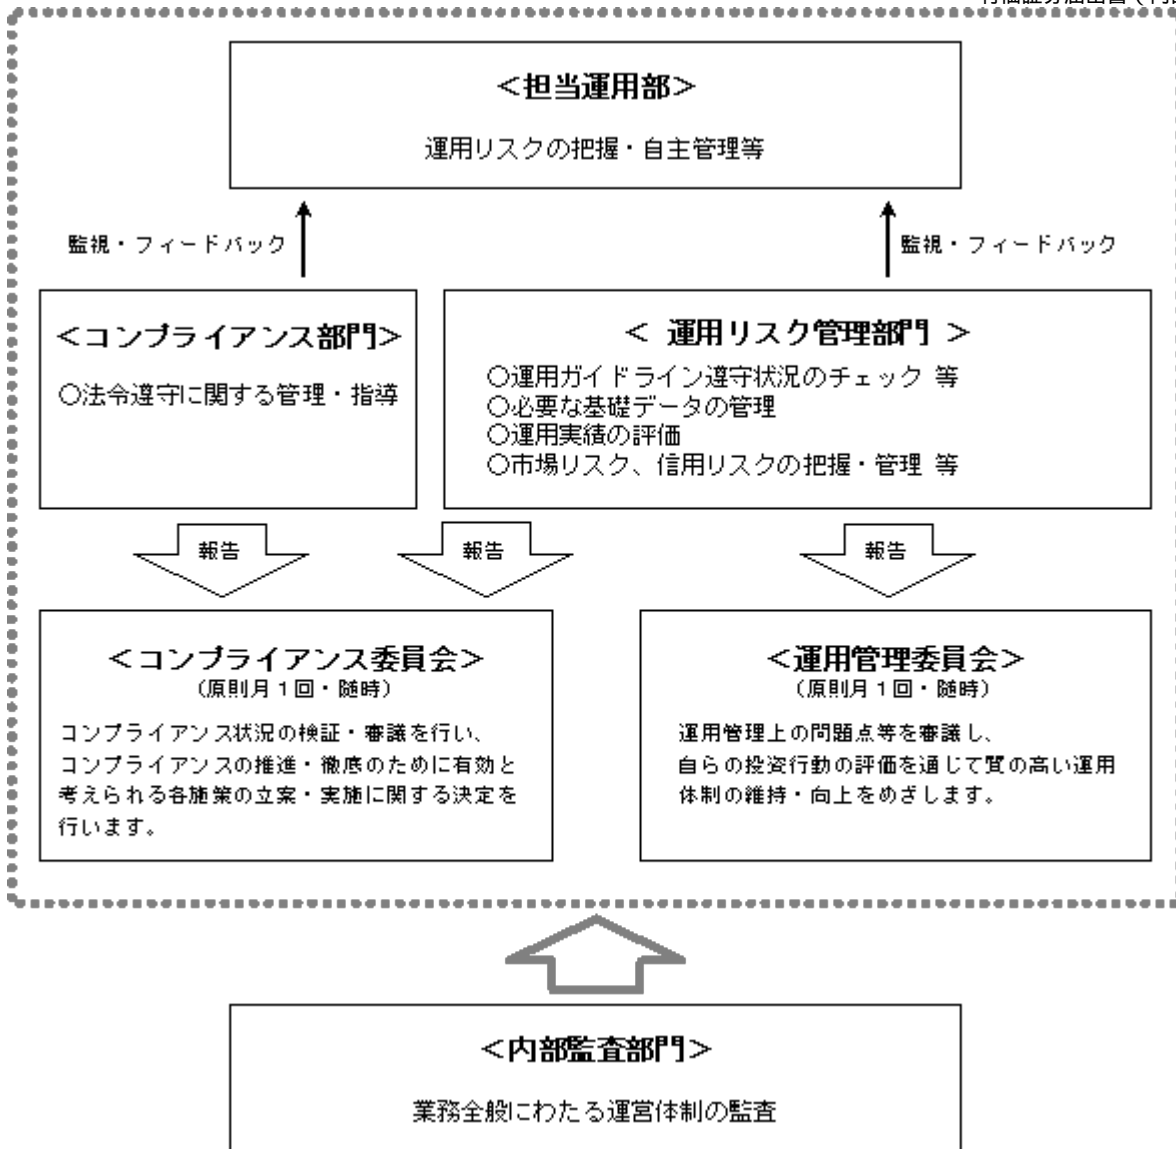 ＜担当運用部＞
運用リスクの把握・自主管理等
監視・フィードバック
監視・フィードバック
＜コンプライアンス部門＞
○法令遵守に関する管理・指導
＜ 運用リスク管理部門 ＞
○運用ガイドライン遵守状況のチェック 等
○必要な基礎データの管理
○運用実績の評価
○市場リスク、信用リスクの把握・管理 等
報告
報告
報告
＜コンプライアンス委員会＞
（原則月１回・随時）
コンプライアンス状況の検証・審議を行い、
コンプライアンスの推進・徹底のために有効と
考えられる各施策の立案・実施に関する決定を
行います。
＜運用管理委員会＞
（原則月１回・随時）
運用管理上の問題点等を審議し、
自らの投資行動の評価を通じて質の高い運用
体制の維持・向上をめざします。
＜内部監査部門＞
業務全般にわたる運営体制の監査